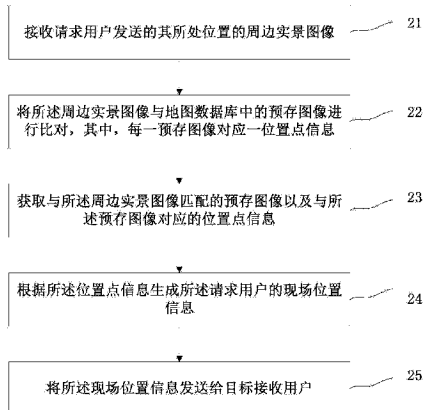 接收请求用户发送的其所处位置的周边实景图像
21
将所述周边实景图像与地图数据库中的预存图像进
行比对，其中，每一预存图像对应一位置点信息
22
获取与所述周边实景图像匹配的预存图像以及与所
述预存图像对应的位置点信息
23
根据所述位置点信息生成所述请求用户的现场位置
信息
24
将所述现场位置信息发送给目标接收用户
25